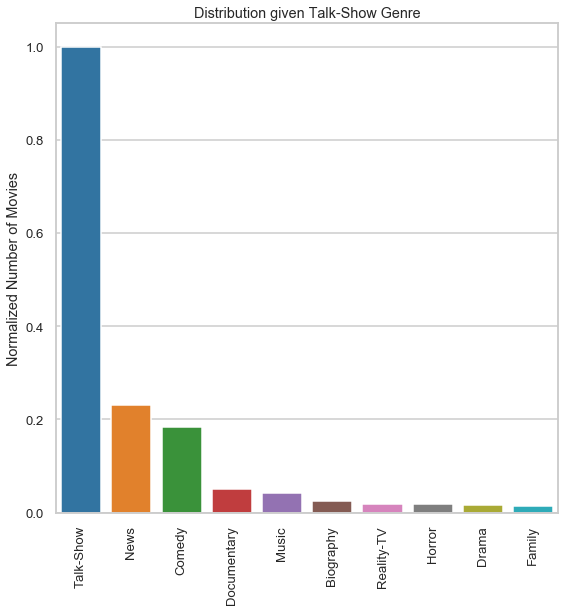 Distribution given Talk-Show Genre
Normalized Number of Movies
1.0
0.8
0.6
0.4
0.2
0.0
Talk-Show
News
Comedy
Documentary
Music
Biography
Reality-TV
Horror
Drama
Family